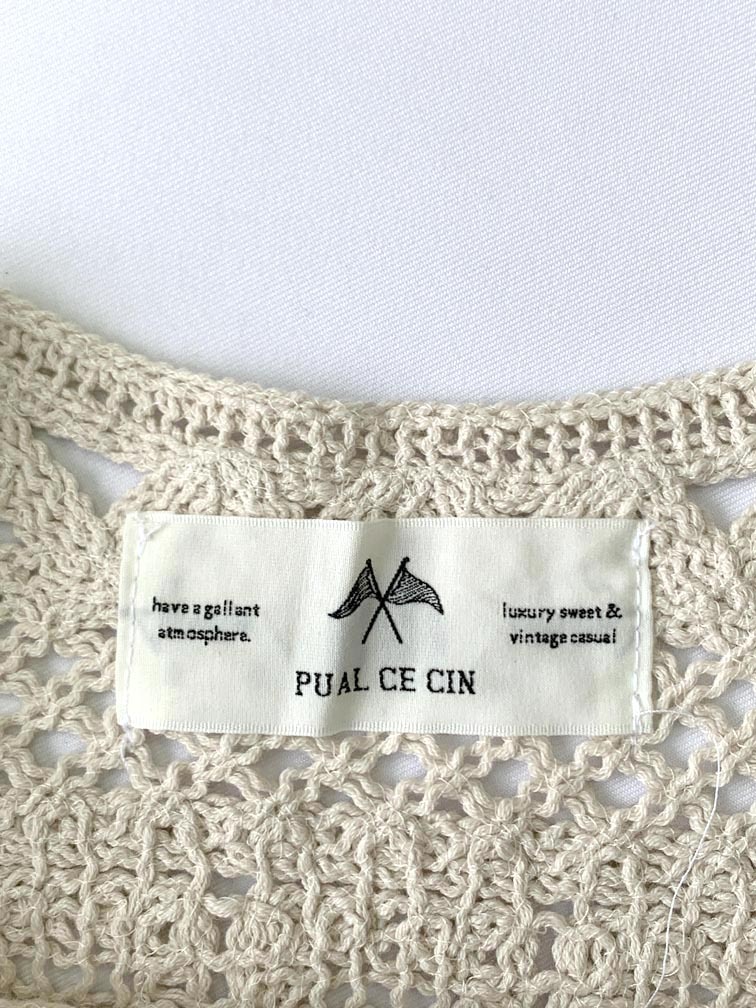 have a gallant
atmosphere.
luxury sweet &
vintage casual
PUAL CE CIN